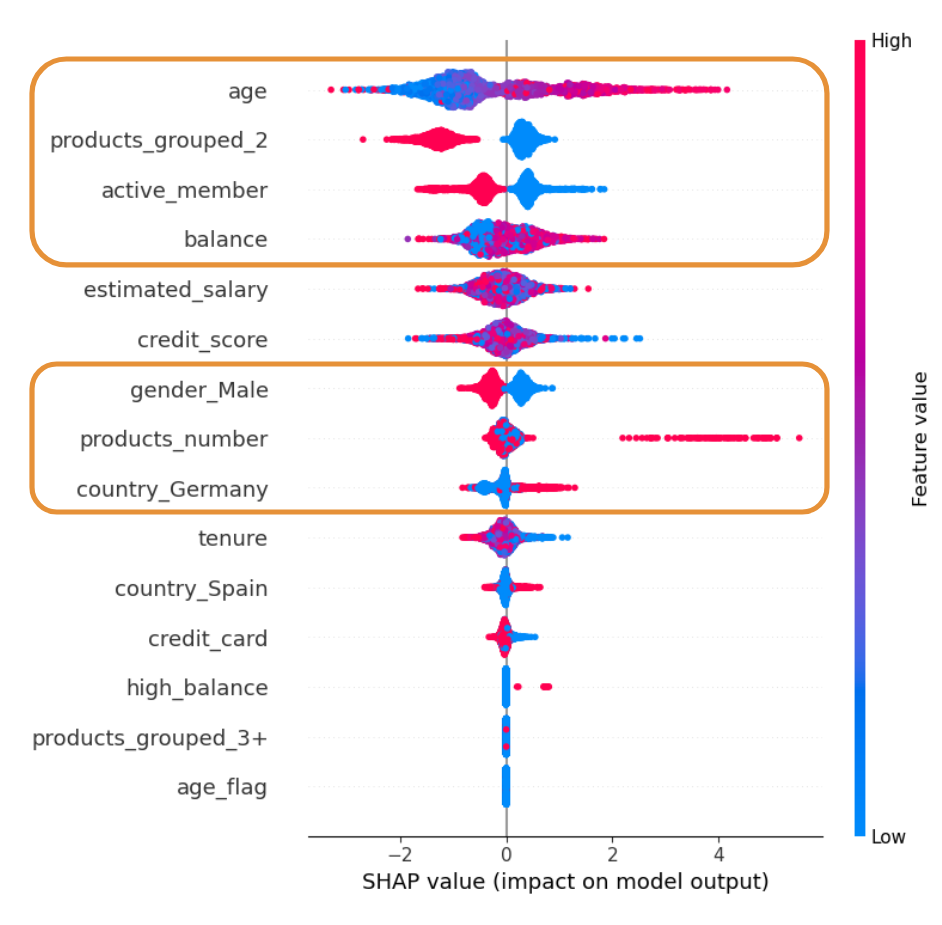 High
age
products_grouped_2
active_member
balance
estimated_salary
credit_score
gender_Male
products_number
country_Germany
tenure
country_Spain
credit_card
high_balance
products_grouped_3+
age_flag
Feature value
Low
−2 0 2 4
SHAP value (impact on model output)